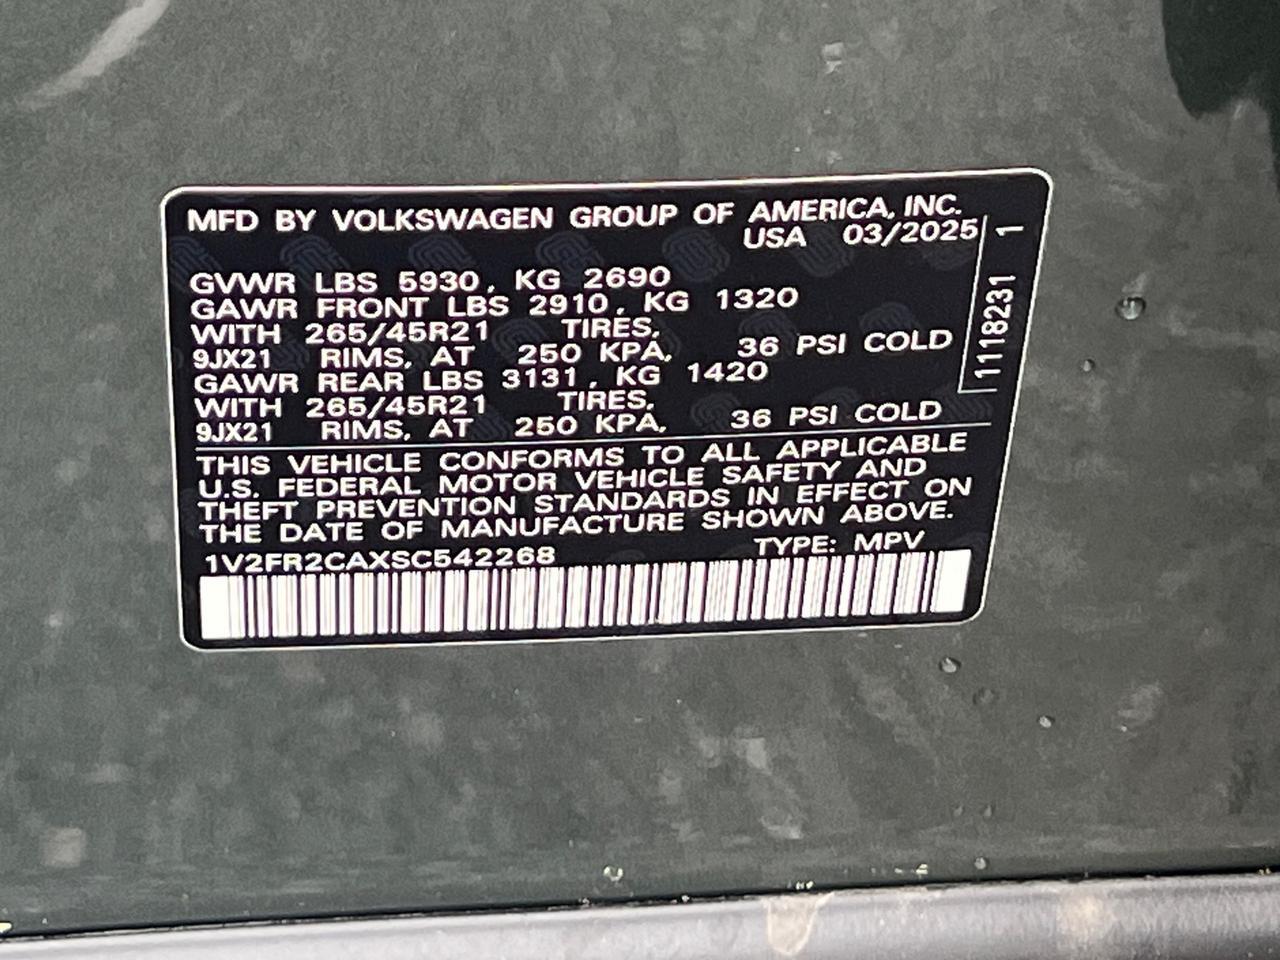 MFD BY VOLKSWAGEN GROUP OF AMERICA, INC.
USA 03/2025
GVWR LBS 5930, KG 2690
GAWR FRONT LBS 2910, KG 1320
WITH 265/45R21 TIRES,
9JX21 RIMS, AT 250 KPA, 36 PSI COLD
GAWR REAR LBS 3131, KG 1420
WITH 265/45R21 TIRES,
9JX21 RIMS, AT 250 KPA, 36 PSI COLD
THIS VEHICLE CONFORMS TO ALL APPLICABLE
U.S. FEDERAL MOTOR VEHICLE SAFETY AND
THEFT PREVENTION STANDARDS IN EFFECT ON
THE DATE OF MANUFACTURE SHOWN ABOVE.
1V2FR2CAXSC542268 TYPE: MPV
1118231 1